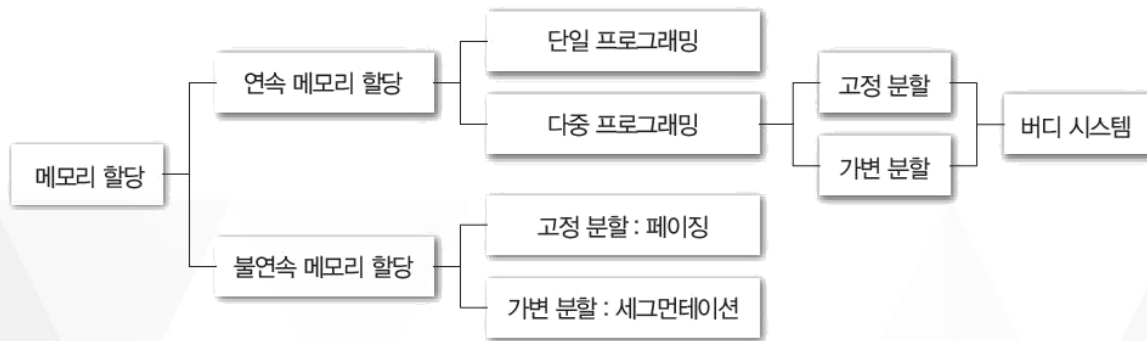 단일 프로그래밍
연속 메모리 할당
고정 분할
다중 프로그래밍
버디 시스템
가변 분할
메모리 할당
고정 분할 : 페이징
불연속 메모리 할당
가변 분할 : 세그먼테이션